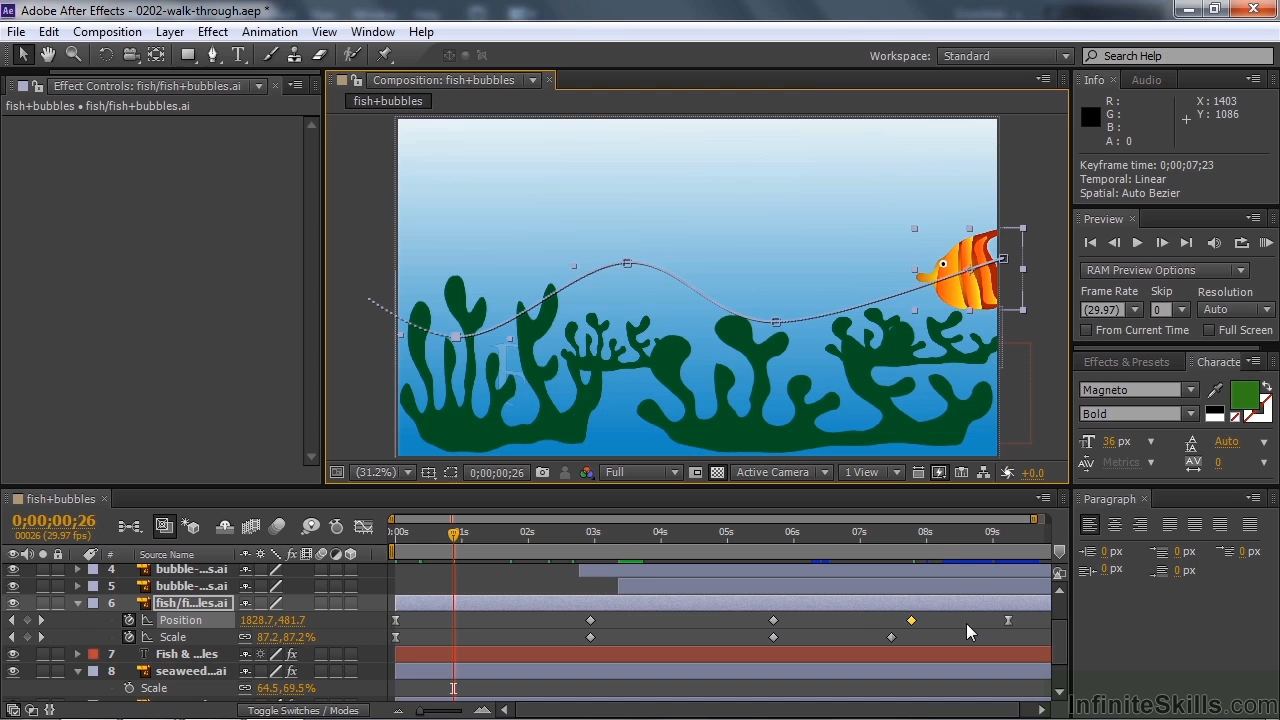 Adobe After Effects - 0202-walk-through.aep *
File Edit Composition Layer Effect Animation View Window Help
Workspace: Standard Search Help
Effect Controls: fish/fish+bubbles.ai
fish+bubbles • fish/fish+bubbles.ai
Composition: fish+bubbles
fish+bubbles
Info Audio
R : X : 1403
G : Y : 1086
B :
A : 0
Keyframe time: 0;00;07;23
Temporal: Linear
Spatial: Auto Bezier
Preview
RAM Preview Options
Frame Rate Skip Resolution
(29.97) 0 Auto
From Current Time Full Screen
Effects & Presets Characte
Magneto
Bold
36 px Auto
Metrics 0
Paragraph
0 px 0 px 0 px
0 px 0 px
(31.2%) 0;00;00;26 Full Active Camera 1 View +0.0
fish+bubbles
0;00;00;26
00026 (29.97 fps)
:00s 01s 02s 03s 04s 05s 06s 07s 08s 09s
# Source Name fx
4 bubble-...s.ai
5 bubble-...s.ai
6 fish/fi...les.ai
Position 1828.7,481.7
Scale 87.2,87.2%
7 T Fish & ...les
8 seaweed...ai
Scale 64.5,69.5%
Toggle Switches / Modes
InfiniteSkills.com